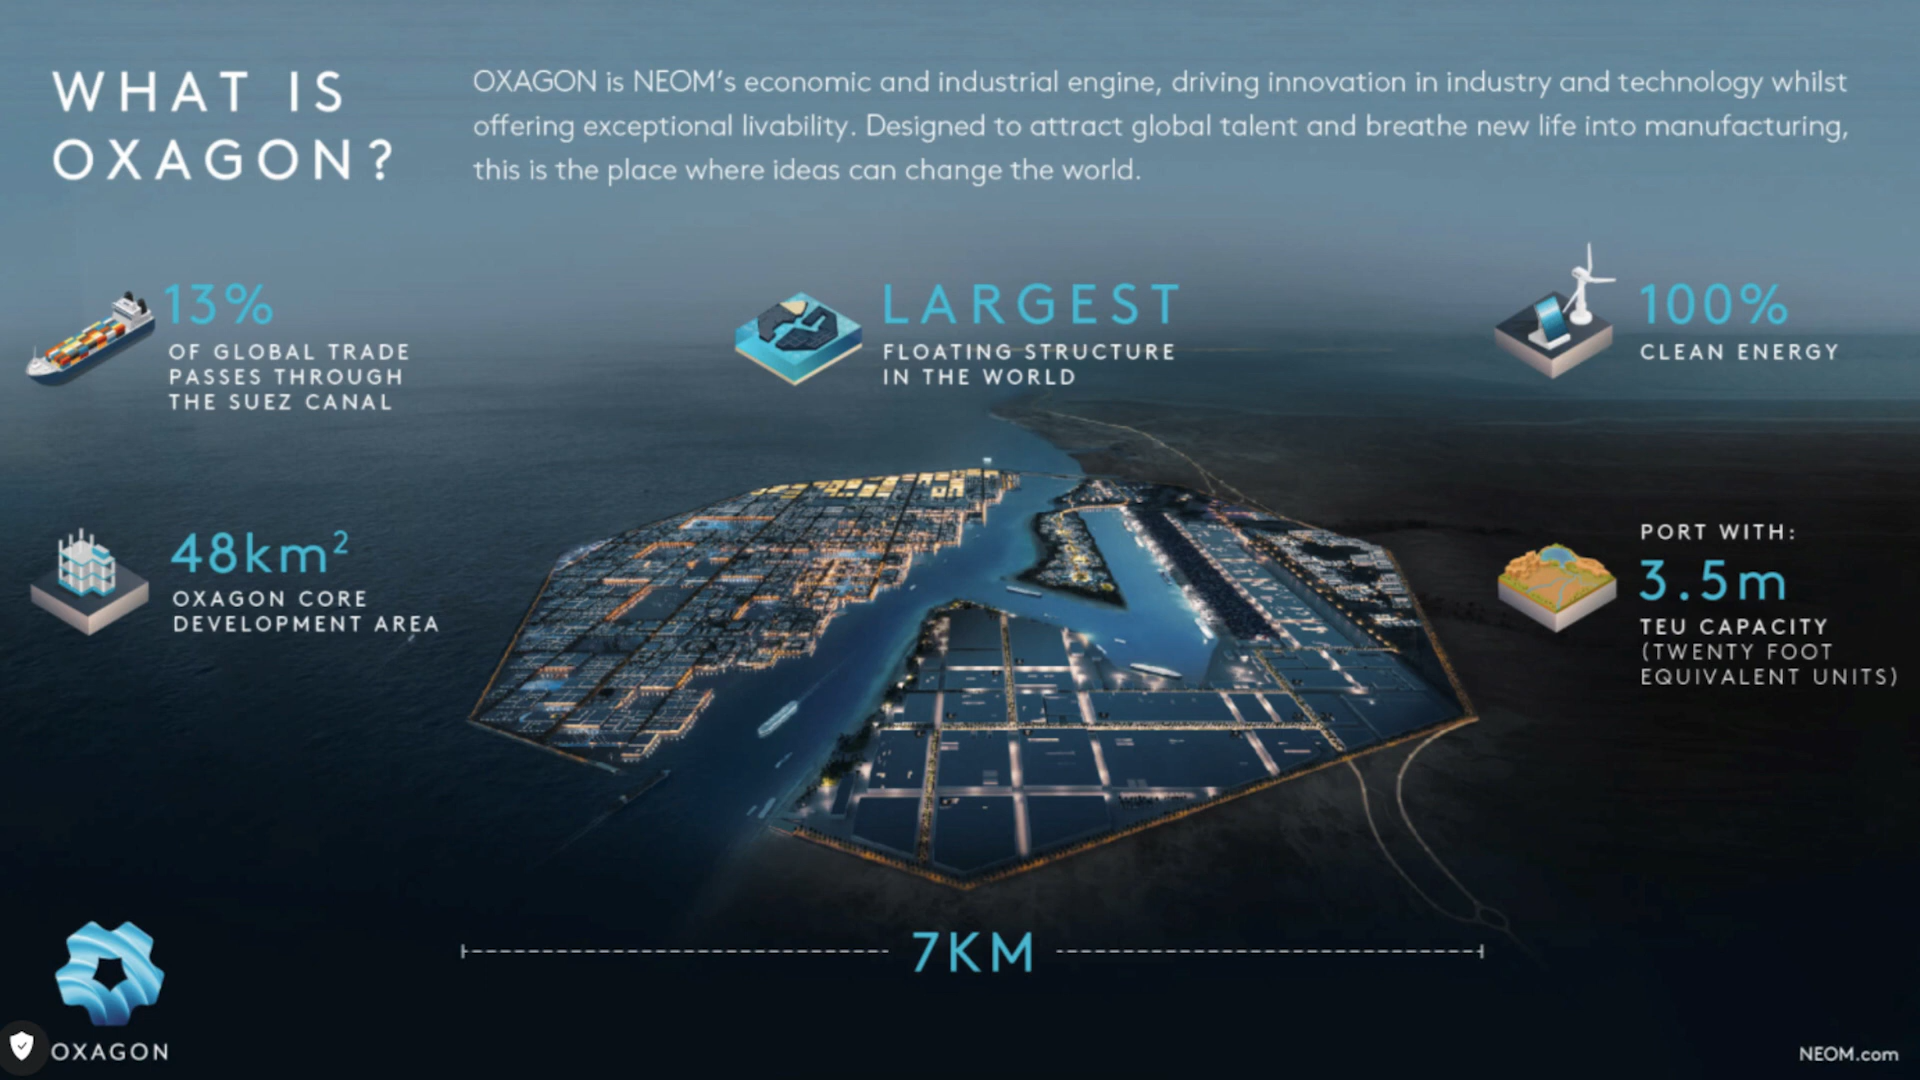 WHAT IS
OXAGON?
OXAGON is NEOM's economic and industrial engine, driving innovation in industry and technology whilst
offering exceptional livability. Designed to attract global talent and breathe new life into manufacturing,
this is the place where ideas can change the world.
13%
OF GLOBAL TRADE
PASSES THROUGH
THE SUEZ CANAL
LARGEST
FLOATING STRUCTURE
IN THE WORLD
100%
CLEAN ENERGY
48km²
OXAGON CORE
DEVELOPMENT AREA
PORT WITH:
3.5m
TEU CAPACITY
(TWENTY FOOT
EQUIVALENT UNITS)
7KM
OXAGON
NEOM.com